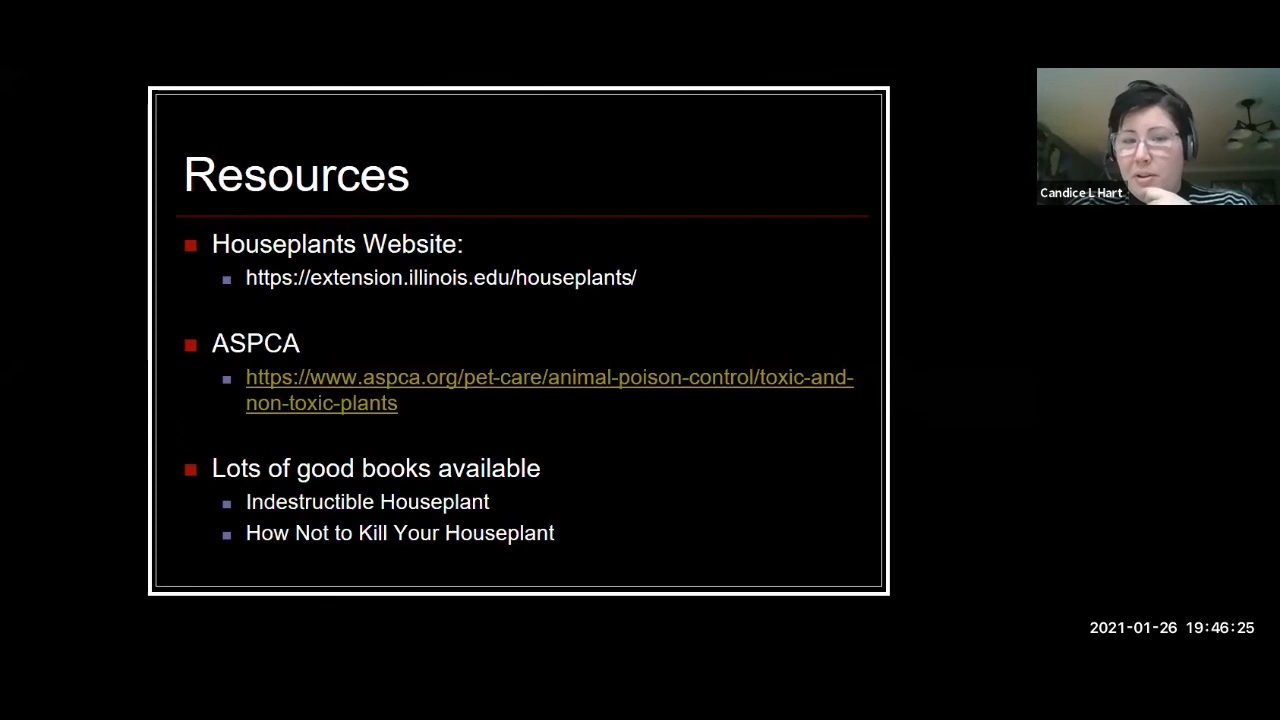 Resources
Houseplants Website:
https://extension.illinois.edu/houseplants/
ASPCA
https://www.aspca.org/pet-care/animal-poison-control/toxic-and-
non-toxic-plants
Lots of good books available
Indestructible Houseplant
How Not to Kill Your Houseplant
Candice L Hart
2021-01-26 19:46:25